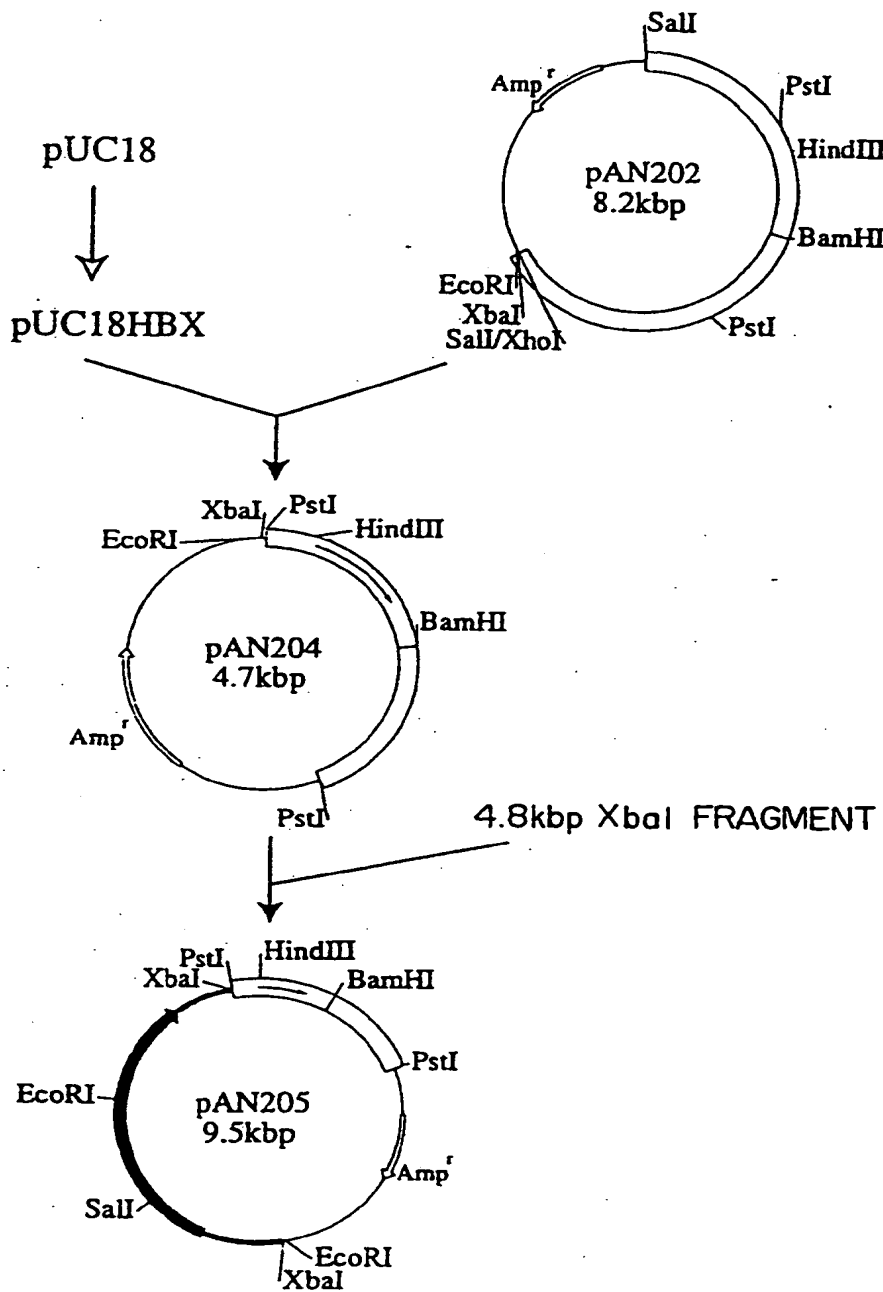 pUC18
pUC18HBX
SalI
Amp r
PstI
HindIII
pAN202
8.2kbp
BamHI
EcoRI
XbaI
SalI/XhoI
PstI
XbaI
PstI
EcoRI
HindIII
pAN204
4.7kbp
BamHI
Amp r
PstI
4.8kbp XbaI FRAGMENT
PstI
HindIII
XbaI
BamHI
PstI
EcoRI
pAN205
9.5kbp
Amp r
SalI
EcoRI
XbaI